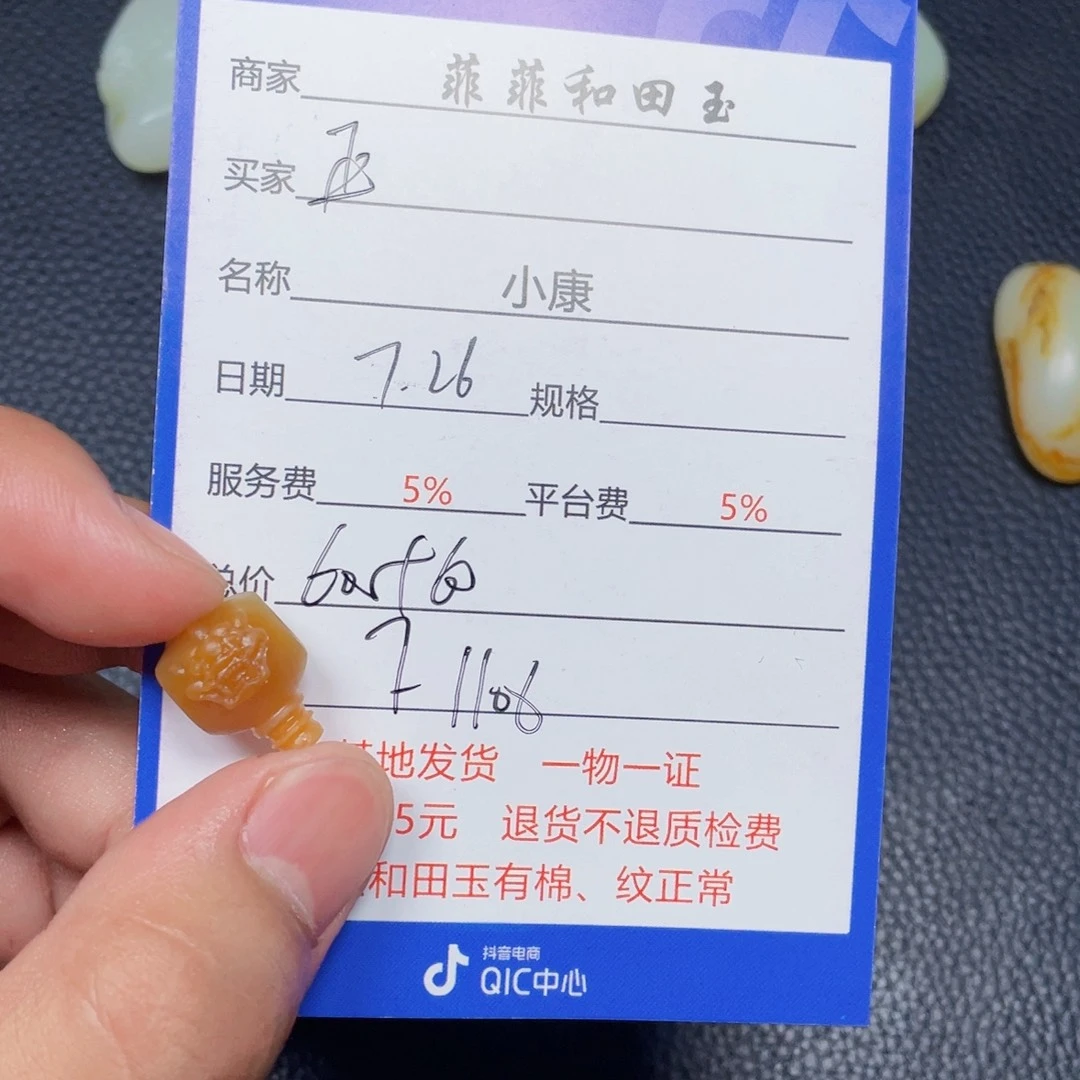 商家 菲菲和田玉
买家
名称 小康
日期 7.26 规格
服务费 5% 平台费 5%
总价
地发货 一物一证
5元 退货不退质检费
和田玉有棉、纹正常
抖音电商
QIC中心